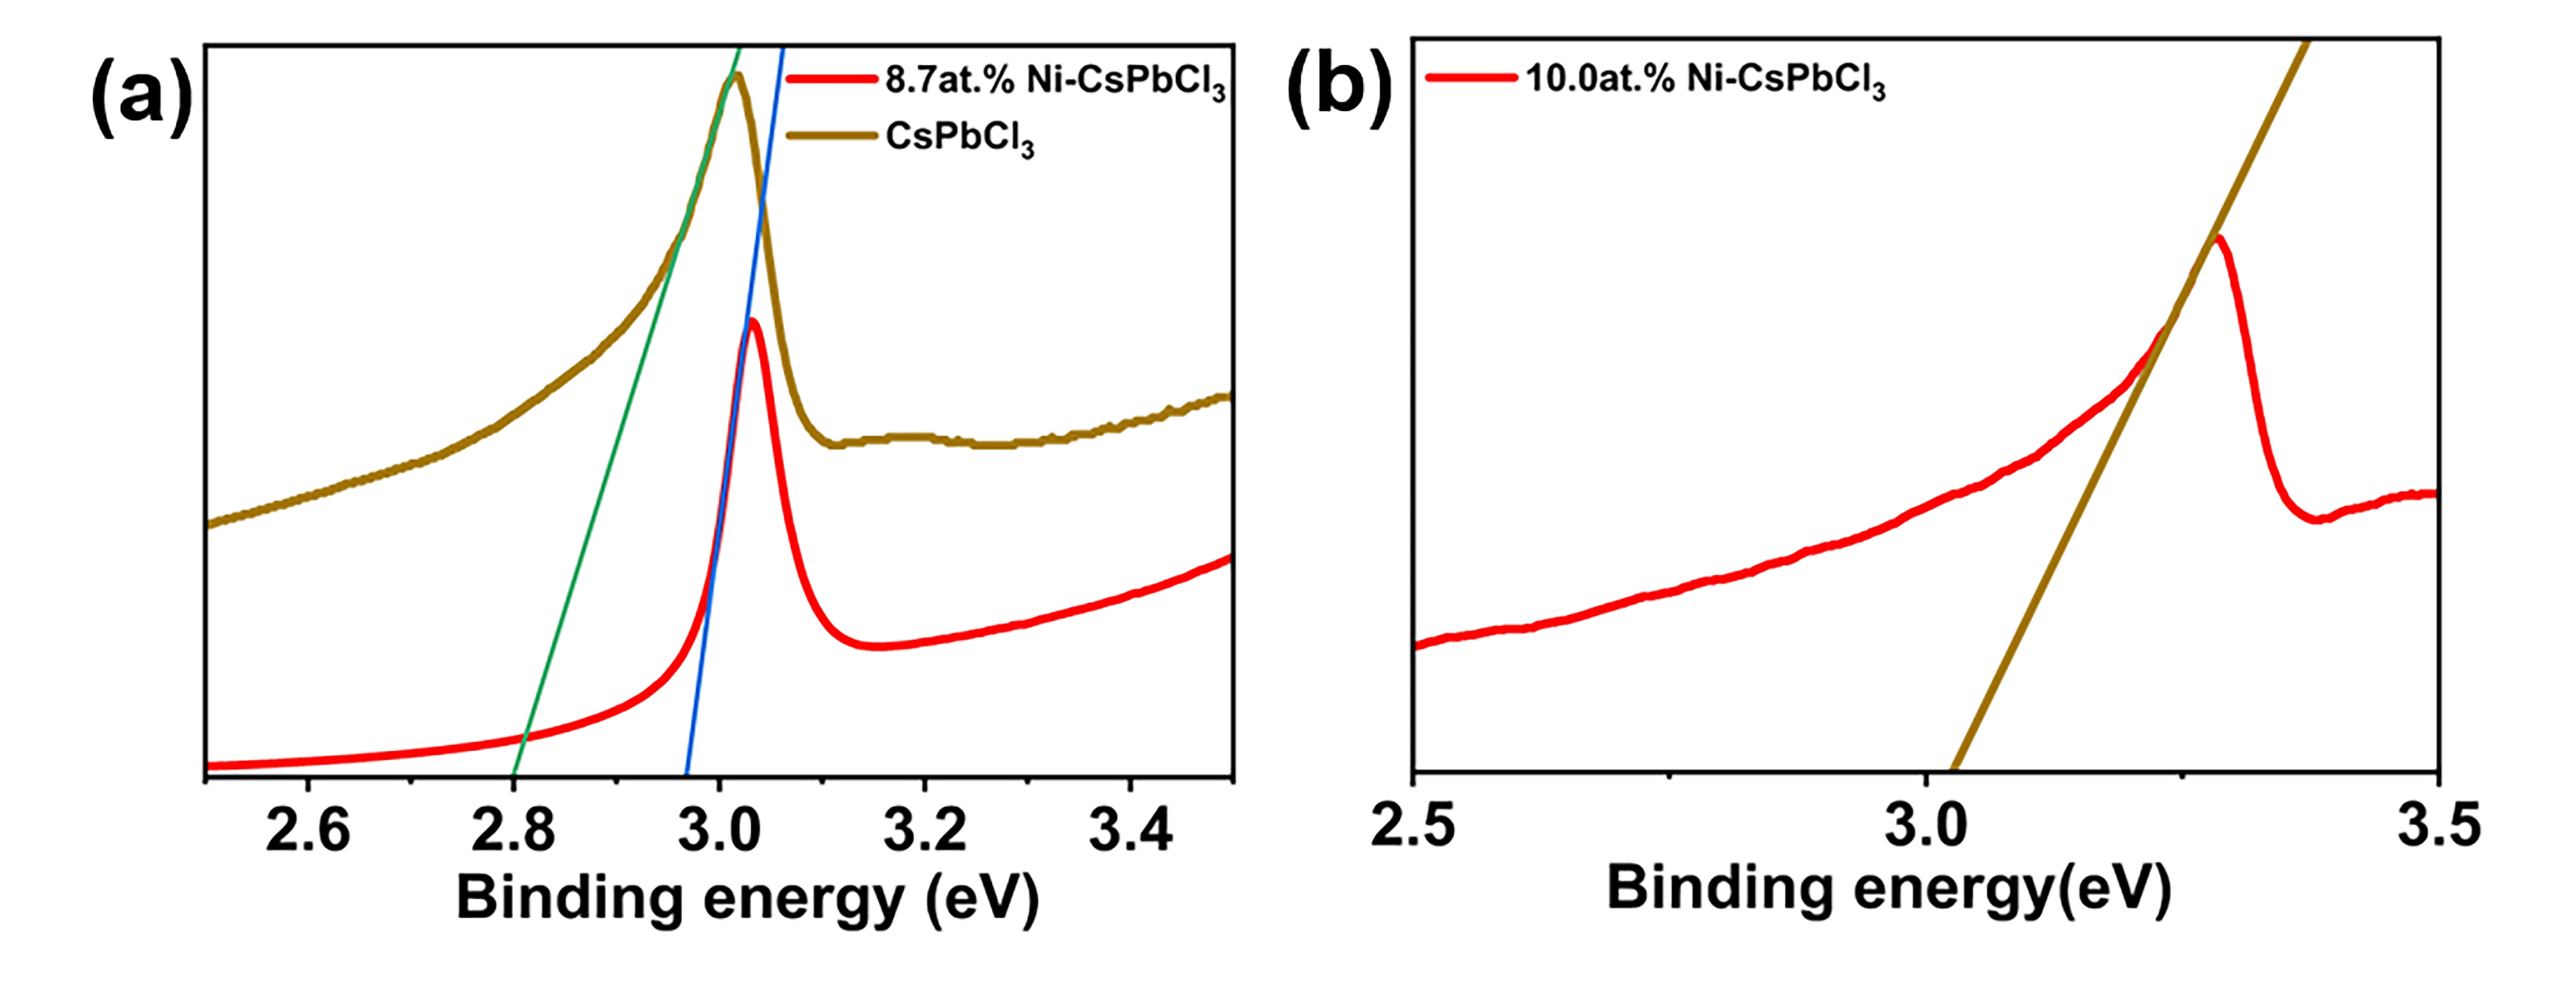 (a)
8.7at.% Ni-CsPbCl3
CsPbCl3
2.6 2.8 3.0 3.2 3.4
Binding energy (eV)
(b)
10.0at.% Ni-CsPbCl3
2.5 3.0 3.5
Binding energy(eV)